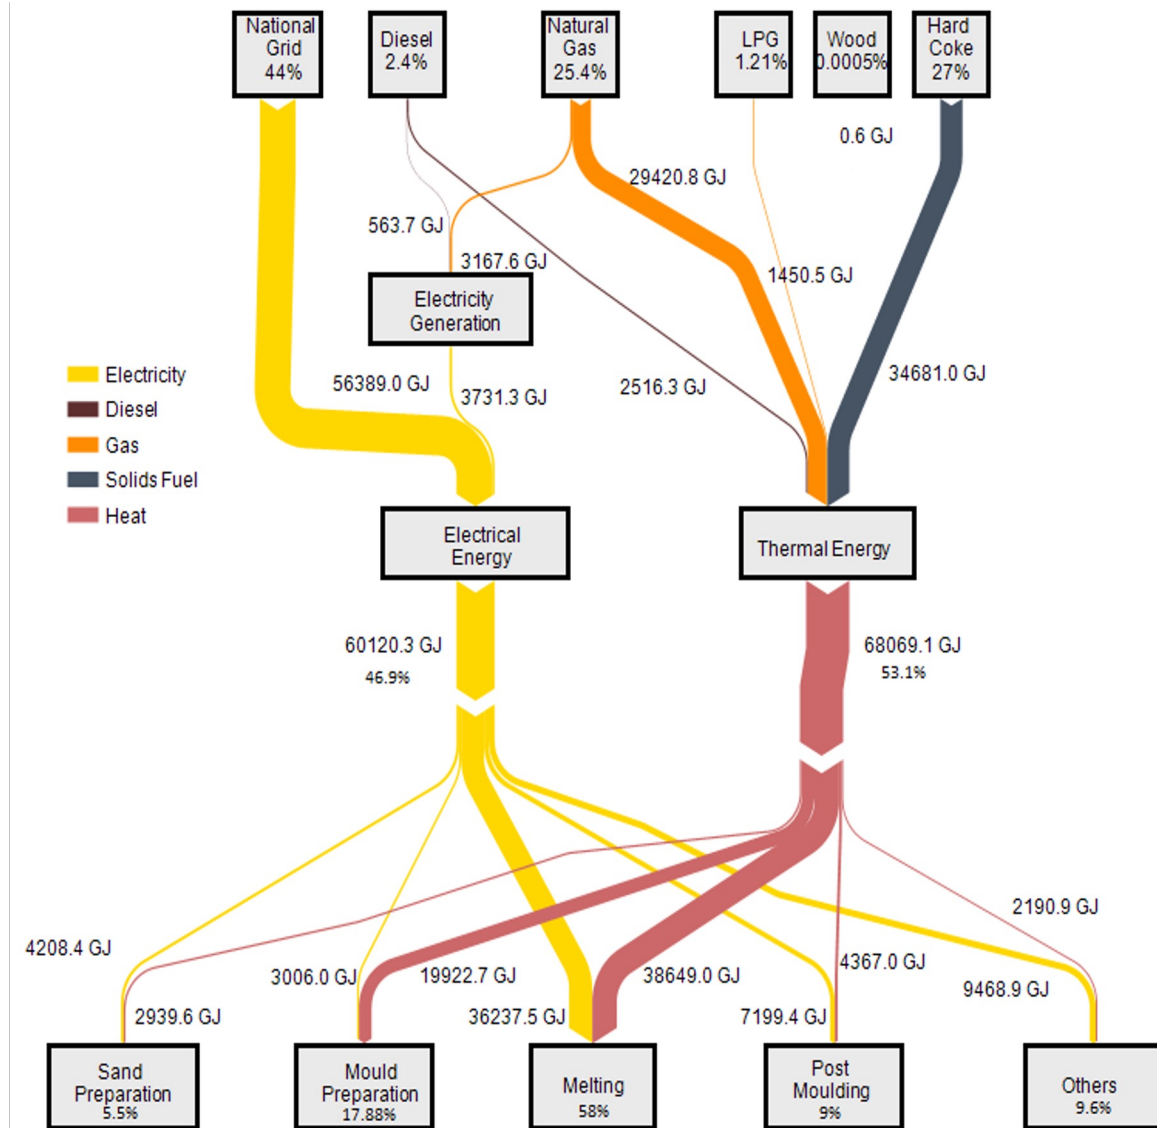 National
Grid
44%
Diesel
2.4%
Natural
Gas
25.4%
LPG
1.21%
Wood
0.0005%
Hard
Coke
27%
0.6 GJ
29420.8 GJ
563.7 GJ
3167.6 GJ
1450.5 GJ
Electricity
Generation
56389.0 GJ
3731.3 GJ
2516.3 GJ
34681.0 GJ
Electricity
Diesel
Gas
Solids Fuel
Heat
Electrical
Energy
Thermal Energy
60120.3 GJ
46.9%
68069.1 GJ
53.1%
4208.4 GJ
2939.6 GJ
3006.0 GJ
19922.7 GJ
36237.5 GJ
38649.0 GJ
7199.4 GJ
4367.0 GJ
2190.9 GJ
9468.9 GJ
Sand
Preparation
5.5%
Mould
Preparation
17.88%
Melting
58%
Post
Moulding
9%
Others
9.6%